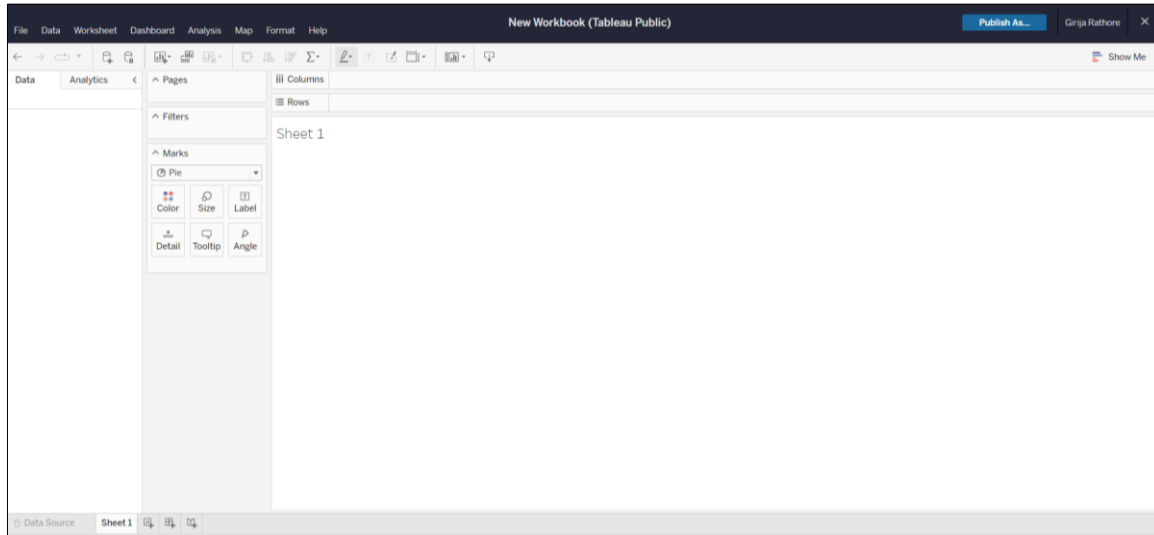 New Workbook (Tableau Public)
Publish As...
Girija Rathore
File Data Worksheet Dashboard Analysis Map Format Help
Show Me
Data Analytics
Pages
Columns
Rows
Filters
Sheet 1
Marks
Pie
Color Size Label
Detail Tooltip Angle
Data Source Sheet 1